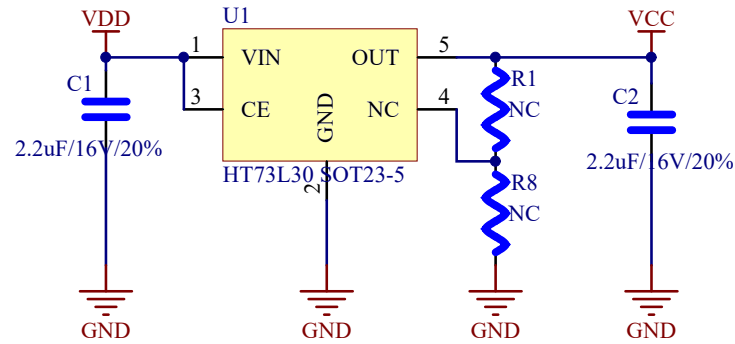 VDD
U1
VCC
1
VIN
OUT
5
C1
R1
C2
3
CE
GND
NC
4
NC
2.2uF/16V/20%
2.2uF/16V/20%
HT73L30 SOT23-5
2
R8
NC
GND
GND
GND
GND